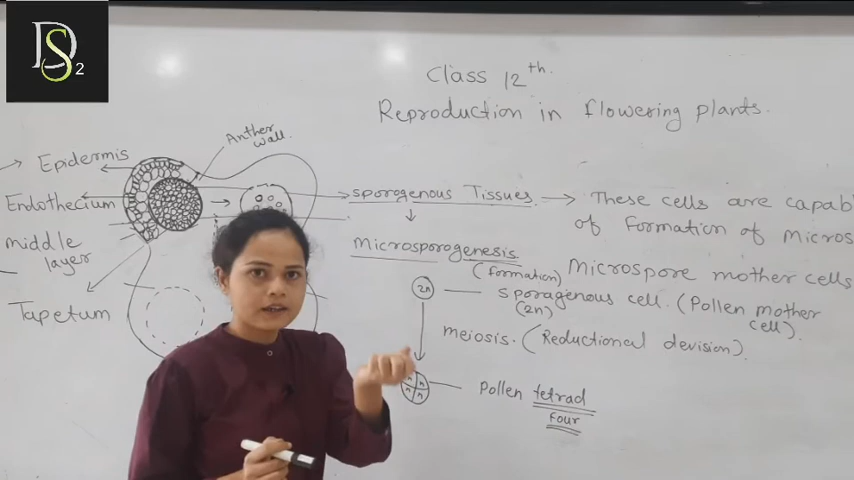 DS2
Class 12th.
Reproduction in flowering plants.
Anther wall.
Epidermis
Endothecium
middle layer
Tapetum
Sporogenous Tissues. → These cells are capab
of formation of Micros
Microsporogenesis
(formation)
Microspore mother cells
2n
sporagenous cell. (Pollen mother cell).
(2n)
meiosis. (Reductional devision).
n n n
Pollen tetrad
Four